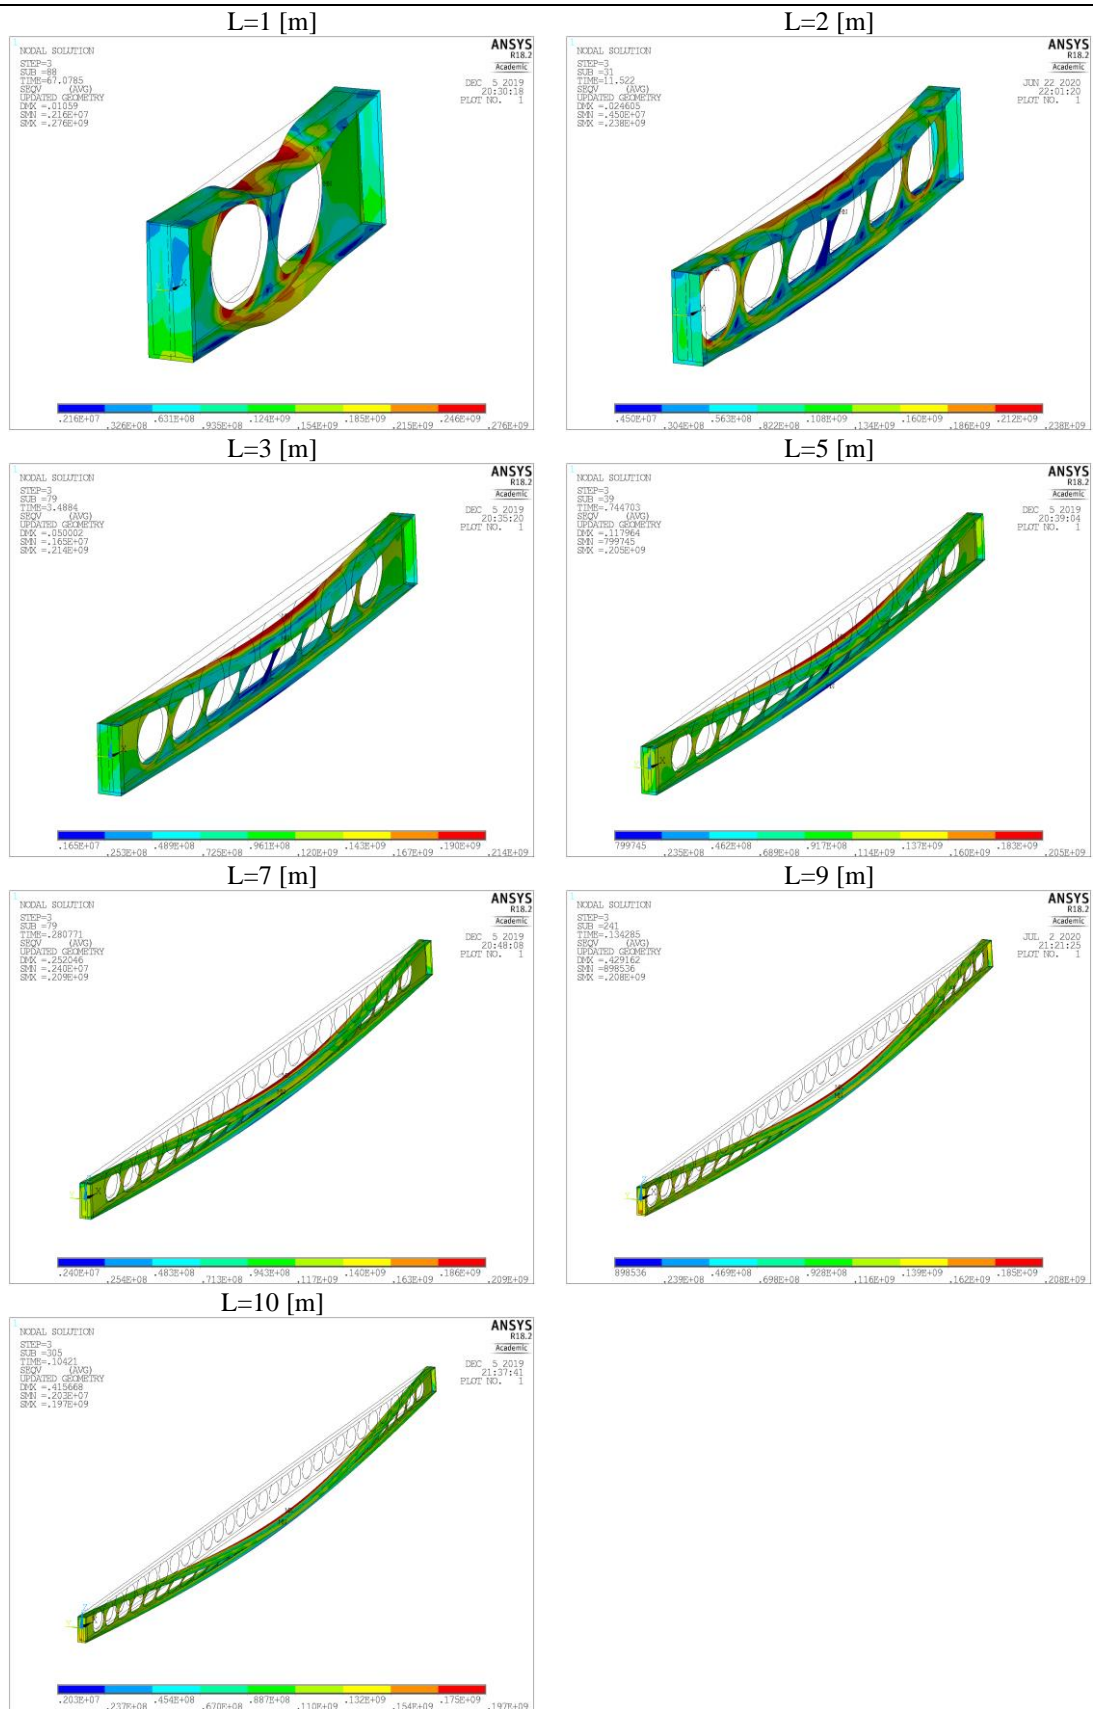 L=1 [m]
1
NODAL SOLUTION
STEP=3
SUB =88
TIME=67.0785
SEQV (AVG)
UPDATED GEOMETRY
DMX =.01059
SMN =.216E+07
SMX =.276E+09
ANSYS
R18.2
Academic
DEC 5 2019
20:30:18
PLOT NO. 1
.216E+07 .631E+08 .124E+09 .185E+09 .246E+09
.326E+08 .935E+08 .154E+09 .215E+09 .276E+09
L=2 [m]
1
NODAL SOLUTION
STEP=3
SUB =31
TIME=11.522
SEQV (AVG)
UPDATED GEOMETRY
DMX =.024605
SMN =.450E+07
SMX =.238E+09
ANSYS
R18.2
Academic
JUN 22 2020
22:01:20
PLOT NO. 1
.450E+07 .563E+08 .108E+09 .160E+09 .212E+09
.304E+08 .822E+08 .134E+09 .186E+09 .238E+09
L=3 [m]
1
NODAL SOLUTION
STEP=3
SUB =79
TIME=3.4884
SEQV (AVG)
UPDATED GEOMETRY
DMX =.050002
SMN =.165E+07
SMX =.214E+09
ANSYS
R18.2
Academic
DEC 5 2019
20:35:20
PLOT NO. 1
.165E+07 .489E+08 .961E+08 .143E+09 .190E+09
.253E+08 .725E+08 .120E+09 .167E+09 .214E+09
L=5 [m]
1
NODAL SOLUTION
STEP=3
SUB =39
TIME=.744703
SEQV (AVG)
UPDATED GEOMETRY
DMX =.117964
SMN =799745
SMX =.205E+09
ANSYS
R18.2
Academic
DEC 5 2019
20:39:04
PLOT NO. 1
799745 .462E+08 .917E+08 .137E+09 .183E+09
.235E+08 .689E+08 .114E+09 .160E+09 .205E+09
L=7 [m]
1
NODAL SOLUTION
STEP=3
SUB =79
TIME=.280771
SEQV (AVG)
UPDATED GEOMETRY
DMX =.252046
SMN =.240E+07
SMX =.209E+09
ANSYS
R18.2
Academic
DEC 5 2019
20:48:08
PLOT NO. 1
.240E+07 .483E+08 .943E+08 .140E+09 .186E+09
.254E+08 .713E+08 .117E+09 .163E+09 .209E+09
L=9 [m]
1
NODAL SOLUTION
STEP=3
SUB =241
TIME=.134285
SEQV (AVG)
UPDATED GEOMETRY
DMX =.429162
SMN =898536
SMX =.208E+09
ANSYS
R18.2
Academic
JUL 2 2020
21:21:25
PLOT NO. 1
898536 .469E+08 .928E+08 .139E+09 .185E+09
.239E+08 .698E+08 .116E+09 .162E+09 .208E+09
L=10 [m]
1
NODAL SOLUTION
STEP=3
SUB =305
TIME=.10421
SEQV (AVG)
UPDATED GEOMETRY
DMX =.415668
SMN =.203E+07
SMX =.197E+09
ANSYS
R18.2
Academic
DEC 5 2019
21:37:41
PLOT NO. 1
.203E+07 .454E+08 .887E+08 .132E+09 .175E+09
.237E+08 .670E+08 .110E+09 .154E+09 .197E+09